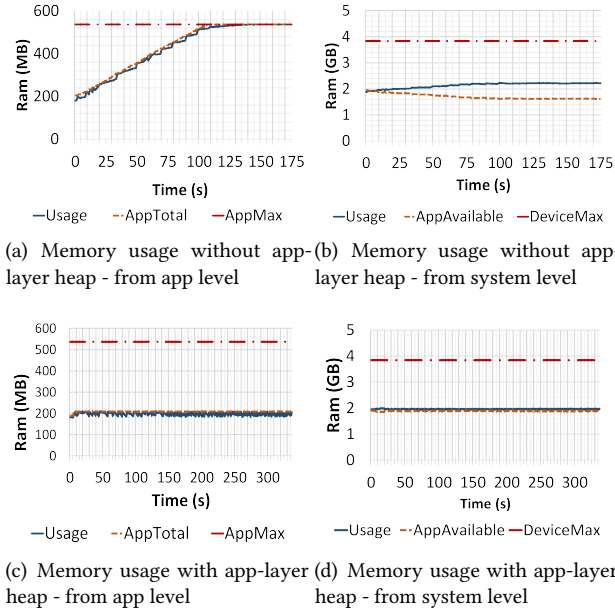 600
400
200
0
Ram (MB)
0 25 50 75 100 125 150 175
Time (s)
Usage AppTotal AppMax
5
4
3
2
1
0
Ram (GB)
0 25 50 75 100 125 150 175
Time (s)
Usage AppAvailable DeviceMax
(a) Memory usage without app-
layer heap - from app level
(b) Memory usage without app-
layer heap - from system level
600
500
400
300
200
100
0
Ram (MB)
0 50 100 150 200 250 300
Time (s)
Usage AppTotal AppMax
5
4
3
2
1
0
Ram (GB)
0 50 100 150 200 250 300
Time (s)
Usage AppAvailable DeviceMax
(c) Memory usage with app-layer
heap - from app level
(d) Memory usage with app-layer
heap - from system level